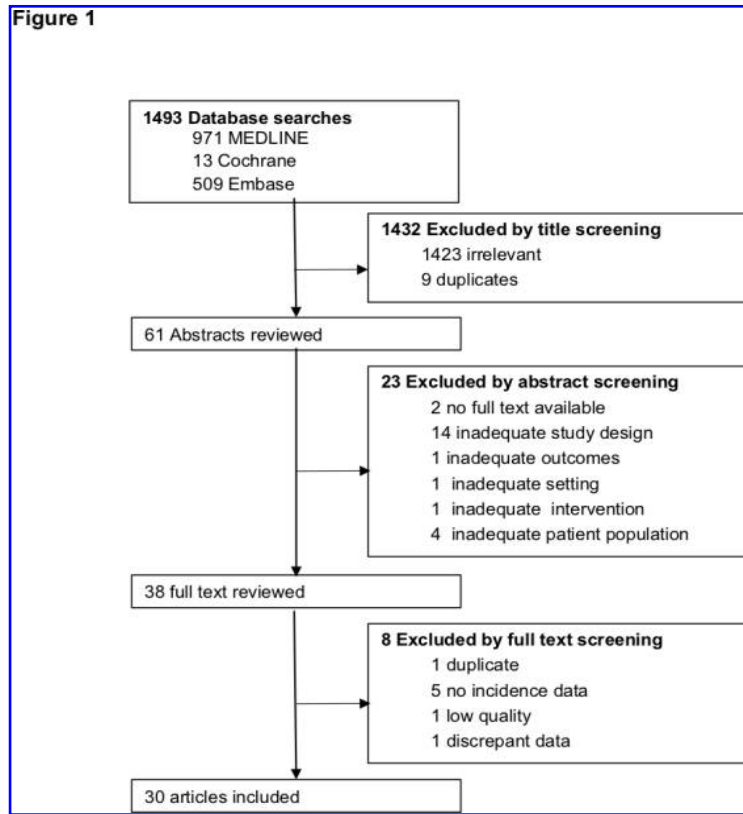 Figure 1
1493 Database searches
971 MEDLINE
13 Cochrane
509 Embase
1432 Excluded by title screening
1423 irrelevant
9 duplicates
61 Abstracts reviewed
23 Excluded by abstract screening
2 no full text available
14 inadequate study design
1 inadequate outcomes
1 inadequate setting
1 inadequate intervention
4 inadequate patient population
38 full text reviewed
8 Excluded by full text screening
1 duplicate
5 no incidence data
1 low quality
1 discrepant data
30 articles included